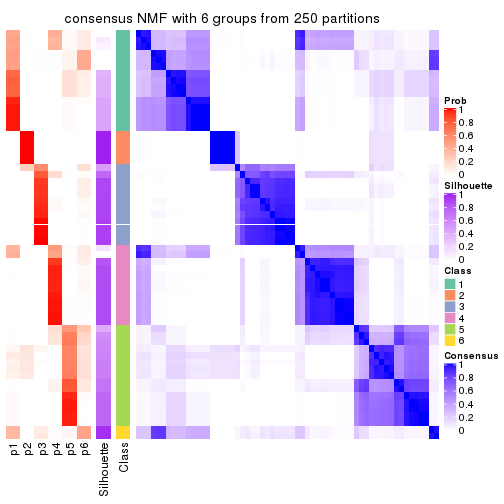 consensus NMF with 6 groups from 250 partitions
Prob
1
0.8
0.6
0.4
0.2
0
Silhouette
1
0.8
0.6
0.4
0.2
0
Class
1
2
3
4
5
6
Consensus
1
0.8
0.6
0.4
0.2
0
p1
p2
p3
p4
p5
p6
Silhouette
Class